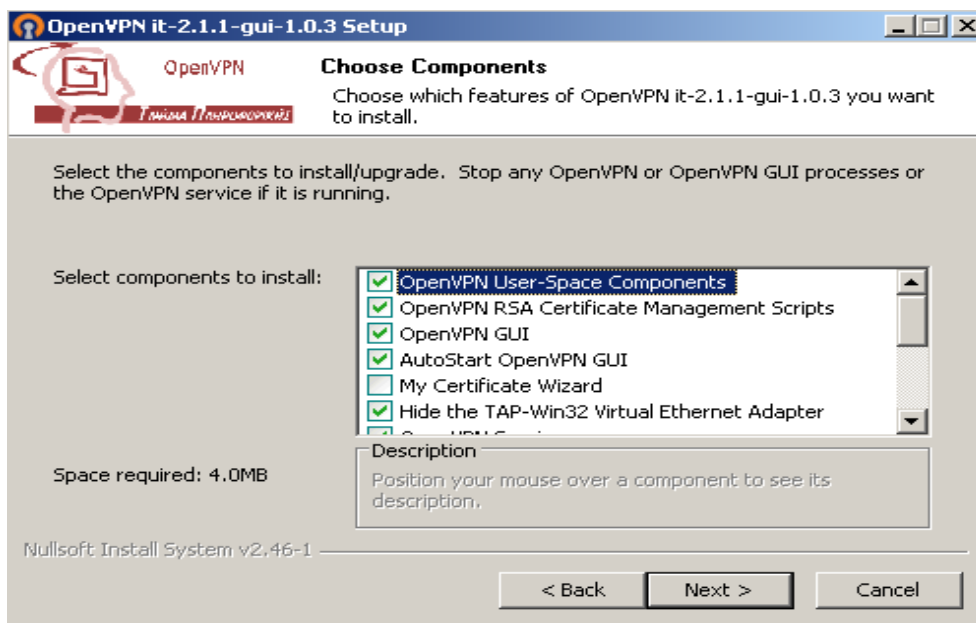 OpenVPN it-2.1.1-gui-1.0.3 Setup
OpenVPN
Τμημα Πληροφορικής
Choose Components
Choose which features of OpenVPN it-2.1.1-gui-1.0.3 you want
to install.
Select the components to install/upgrade. Stop any OpenVPN or OpenVPN GUI processes or
the OpenVPN service if it is running.
Select components to install:
OpenVPN User-Space Components
OpenVPN RSA Certificate Management Scripts
OpenVPN GUI
AutoStart OpenVPN GUI
My Certificate Wizard
Hide the TAP-Win32 Virtual Ethernet Adapter
Space required: 4.0MB
Description
Position your mouse over a component to see its
description.
Nullsoft Install System v2.46-1
< Back
Next >
Cancel